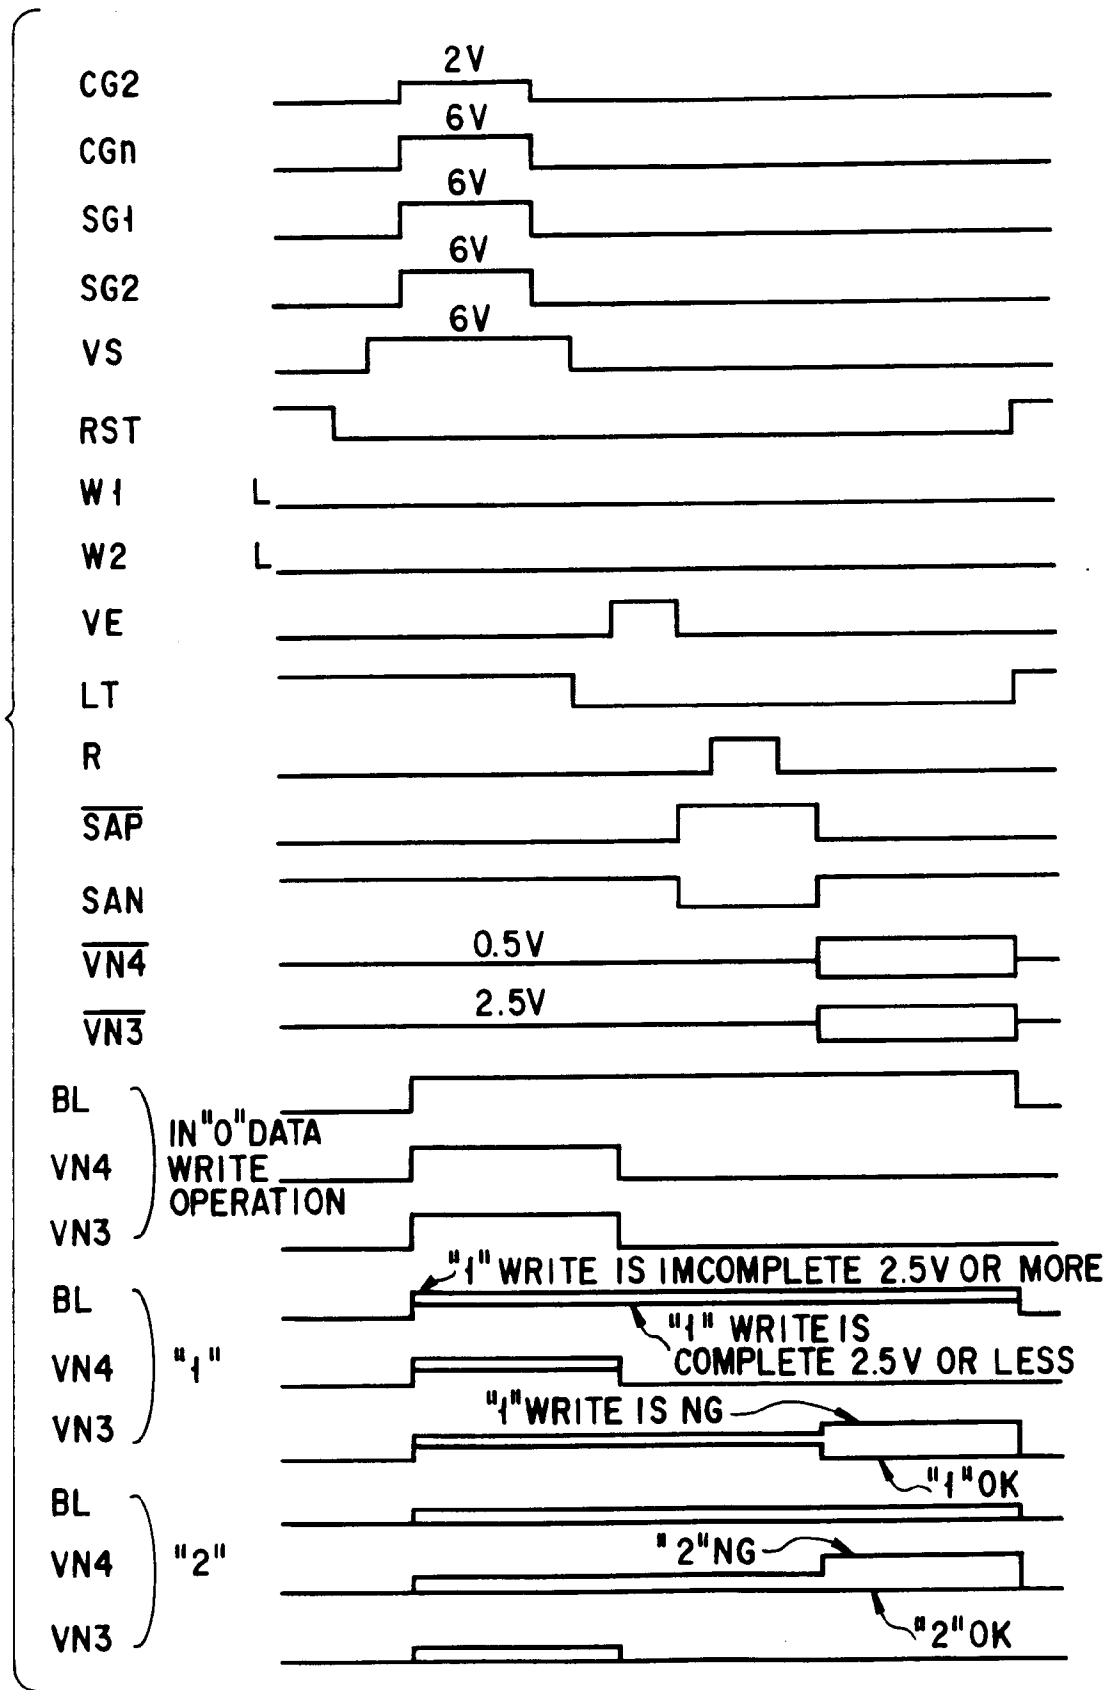 2V
CG2
6V
CGn
6V
SG1
6V
SG2
6V
VS
RST
W1 L
W2 L
VE
LT
R
S̅A̅P̅
SAN
V̅N̅4̅ 0.5V
V̅N̅3̅ 2.5V
BL
IN "0" DATA
VN4 WRITE
OPERATION
VN3
"1" WRITE IS IMCOMPLETE 2.5V OR MORE
BL
"1" WRITE IS
COMPLETE 2.5V OR LESS
VN4 "1"
"1" WRITE IS NG
VN3
"1" OK
BL
"2" NG
VN4 "2"
"2" OK
VN3